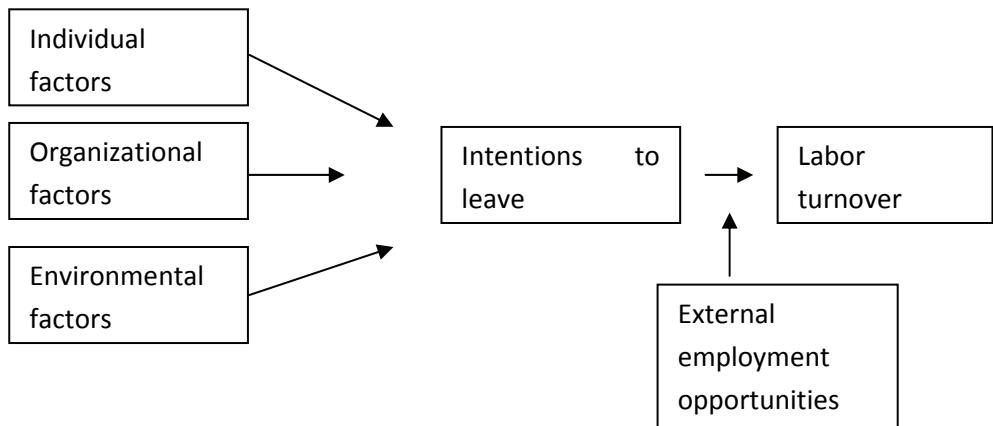 Individual
factors
Organizational
factors
Environmental
factors
Intentions to
leave
Labor
turnover
External
employment
opportunities